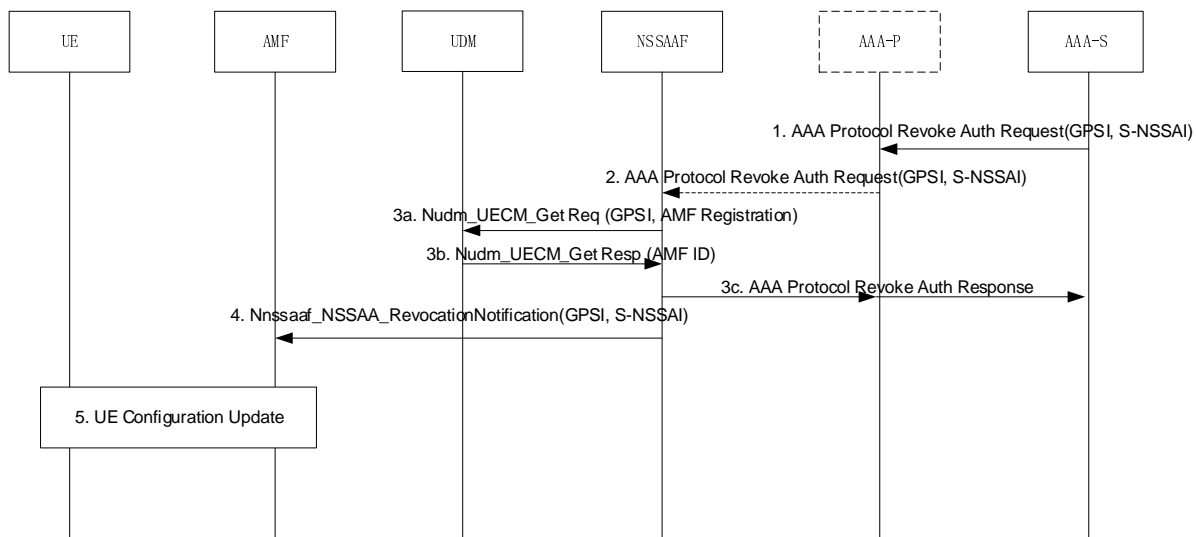 UE
AMF
UDM
NSSAAF
AAA-P
AAA-S
1. AAA Protocol Revoke Auth Request(GPSI, S-NSSAI)
2. AAA Protocol Revoke Auth Request(GPSI, S-NSSAI)
3a. Nudm_UECM_Get Req (GPSI, AMF Registration)
3b. Nudm_UECM_Get Resp (AMF ID)
3c. AAA Protocol Revoke Auth Response
4. Nnssaaf_NSSAA_RevocationNotification(GPSI, S-NSSAI)
5. UE Configuration Update